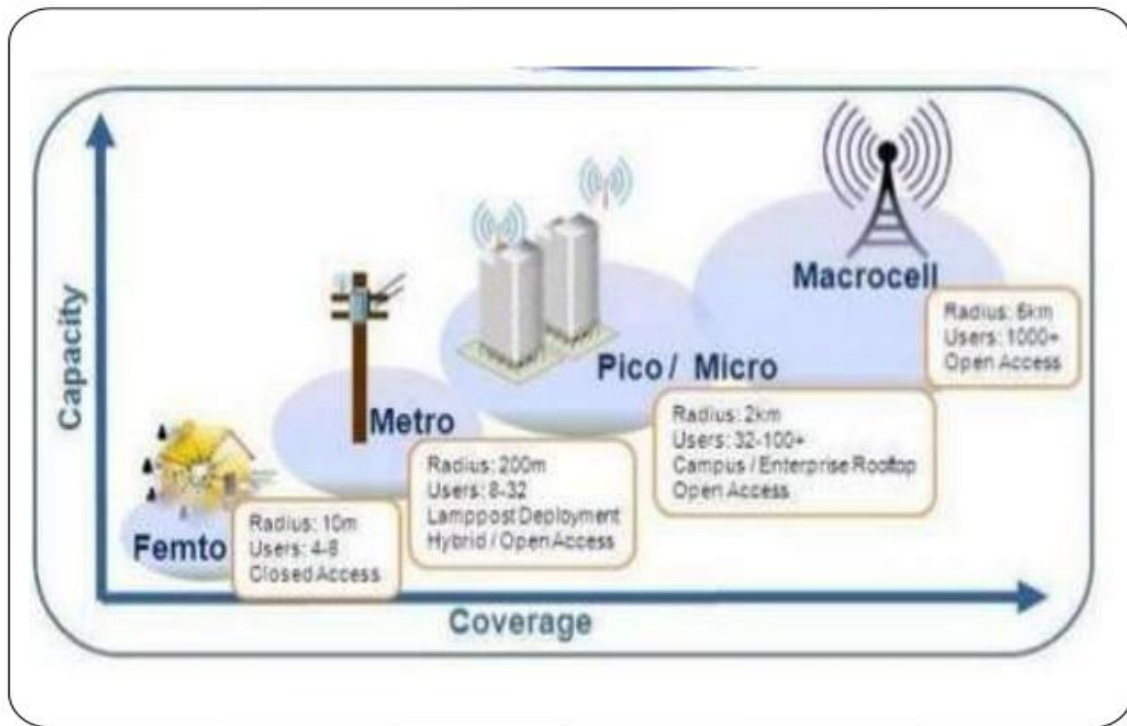 Capacity
Macrocell
Radius: 6km
Users: 1000+
Open Access
Pico / Micro
Radius: 2km
Users: 32-100+
Campus / Enterprise Rooftop
Open Access
Metro
Radius: 200m
Users: 8-32
Lamppost Deployment
Hybrid / Open Access
Femto
Radius: 10m
Users: 4-8
Closed Access
Coverage